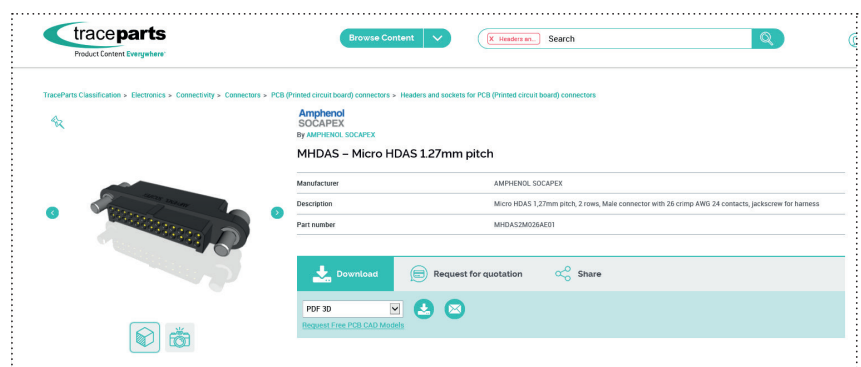 traceparts
Product Content Everywhere!
Browse Content
X Headers an... Search
TraceParts Classification > Electronics > Connectivity > Connectors > PCB (Printed circuit board) connectors > Headers and sockets for PCB (Printed circuit board) connectors
Amphenol
SOCAPEX
By AMPHENOL SOCAPEX
MHDAS – Micro HDAS 1.27mm pitch
Manufacturer AMPHENOL SOCAPEX
Description Micro HDAS 1,27mm pitch, 2 rows, Male connector with 26 crimp AWG 24 contacts, jackscrew for harness
Part number MHDAS2M026AE01
Download Request for quotation Share
PDF 3D
Request Free PCB CAD Models